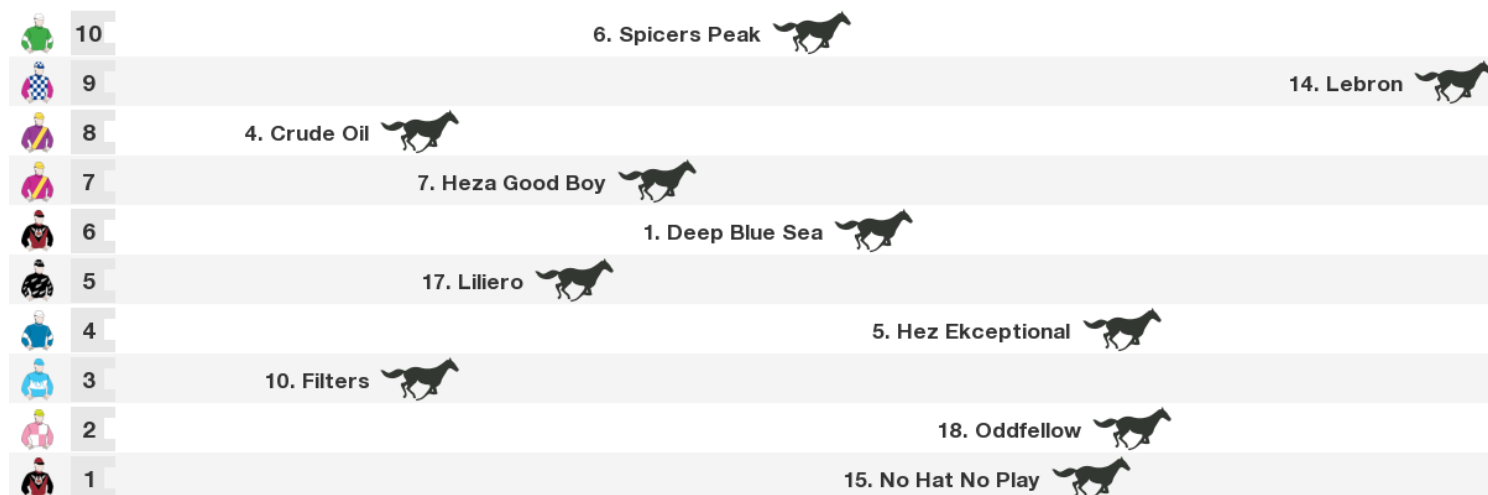 10 6. Spicers Peak
9 14. Lebron
8 4. Crude Oil
7 7. Heza Good Boy
6 1. Deep Blue Sea
5 17. Liliero
4 5. Hez Ekceptional
3 10. Filters
2 18. Oddfellow
1 15. No Hat No Play